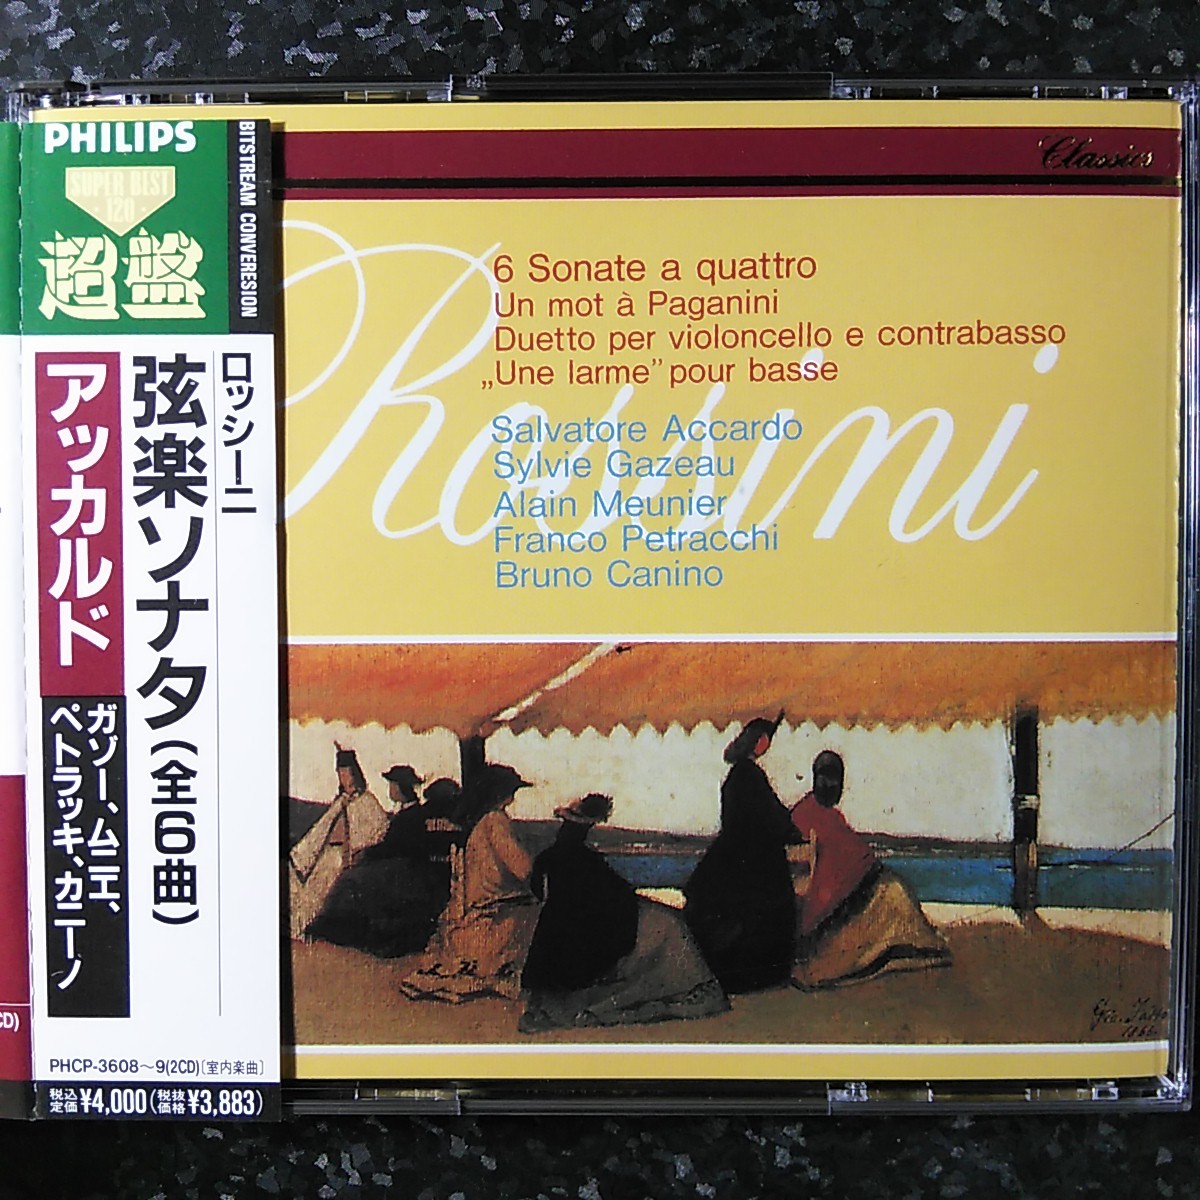 PHILIPS
SUPER BEST
・120・
超盤
BITSTREAM CONVERESION
ロッシーニ
弦楽ソナタ(全6曲)
アッカルド
ガゾー、ムニエ、
ペトラッキ、カニーノ
PHCP-3608〜9(2CD)〔室内楽曲〕
税込定価¥4,000(税抜価格¥3,883)
CD)
Classics
Rossini
6 Sonate a quattro
Un mot à Paganini
Duetto per violoncello e contrabasso
„Une larme” pour basse
Salvatore Accardo
Sylvie Gazeau
Alain Meunier
Franco Petracchi
Bruno Canino